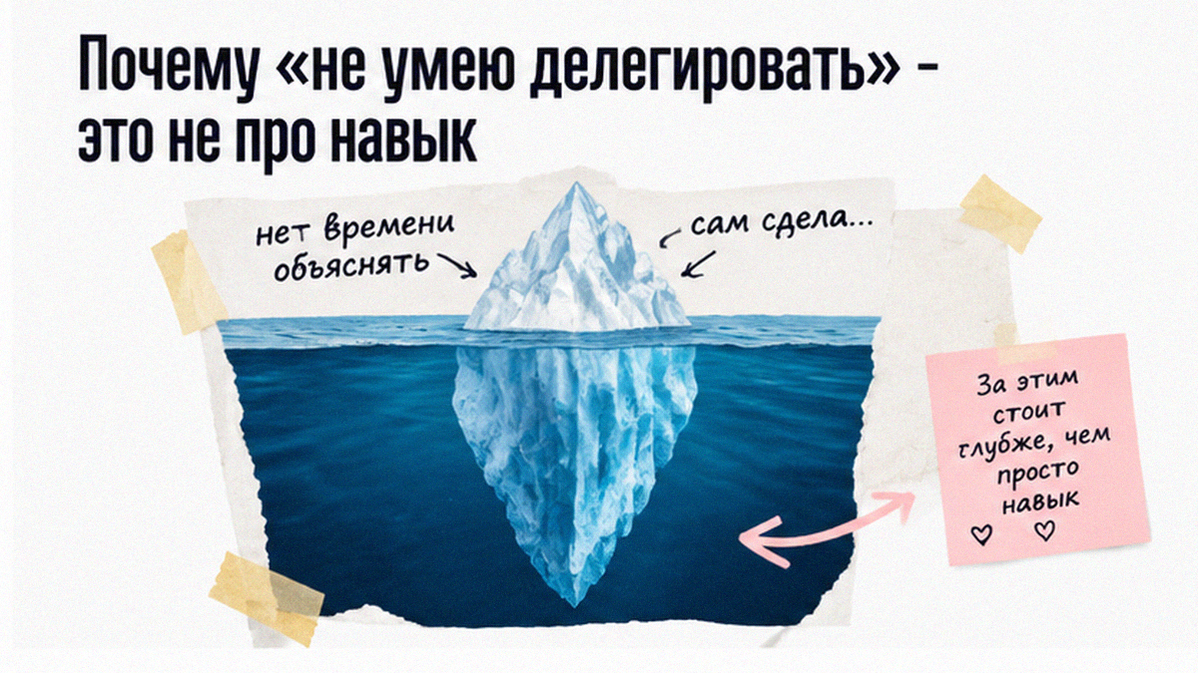 Почему «не умею делегировать» –
это не про навык
нет времени
объяснять
сам сдела...
За этим
стоит
глубже, чем
просто
навык